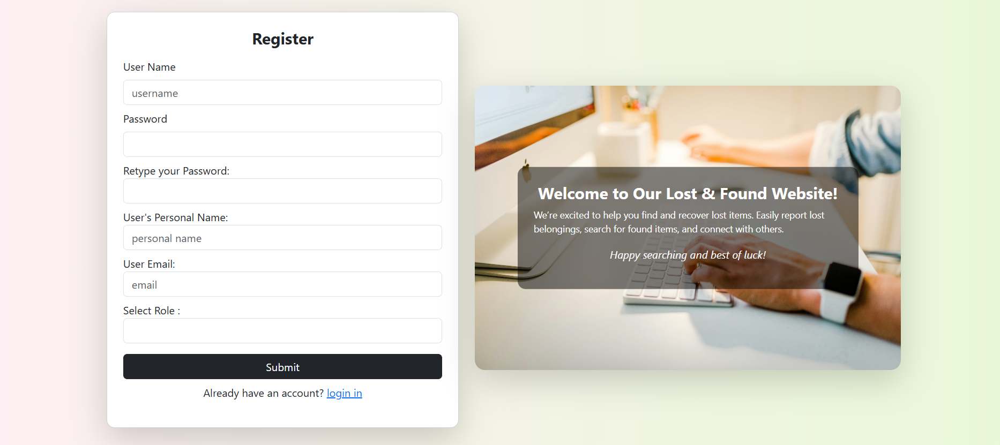 Register
User Name
username
Password
Retype your Password:
User's Personal Name:
personal name
User Email:
email
Select Role :
Submit
Already have an account? login in
Welcome to Our Lost & Found Website!
We’re excited to help you find and recover lost items. Easily report lost
belongings, search for found items, and connect with others.
Happy searching and best of luck!